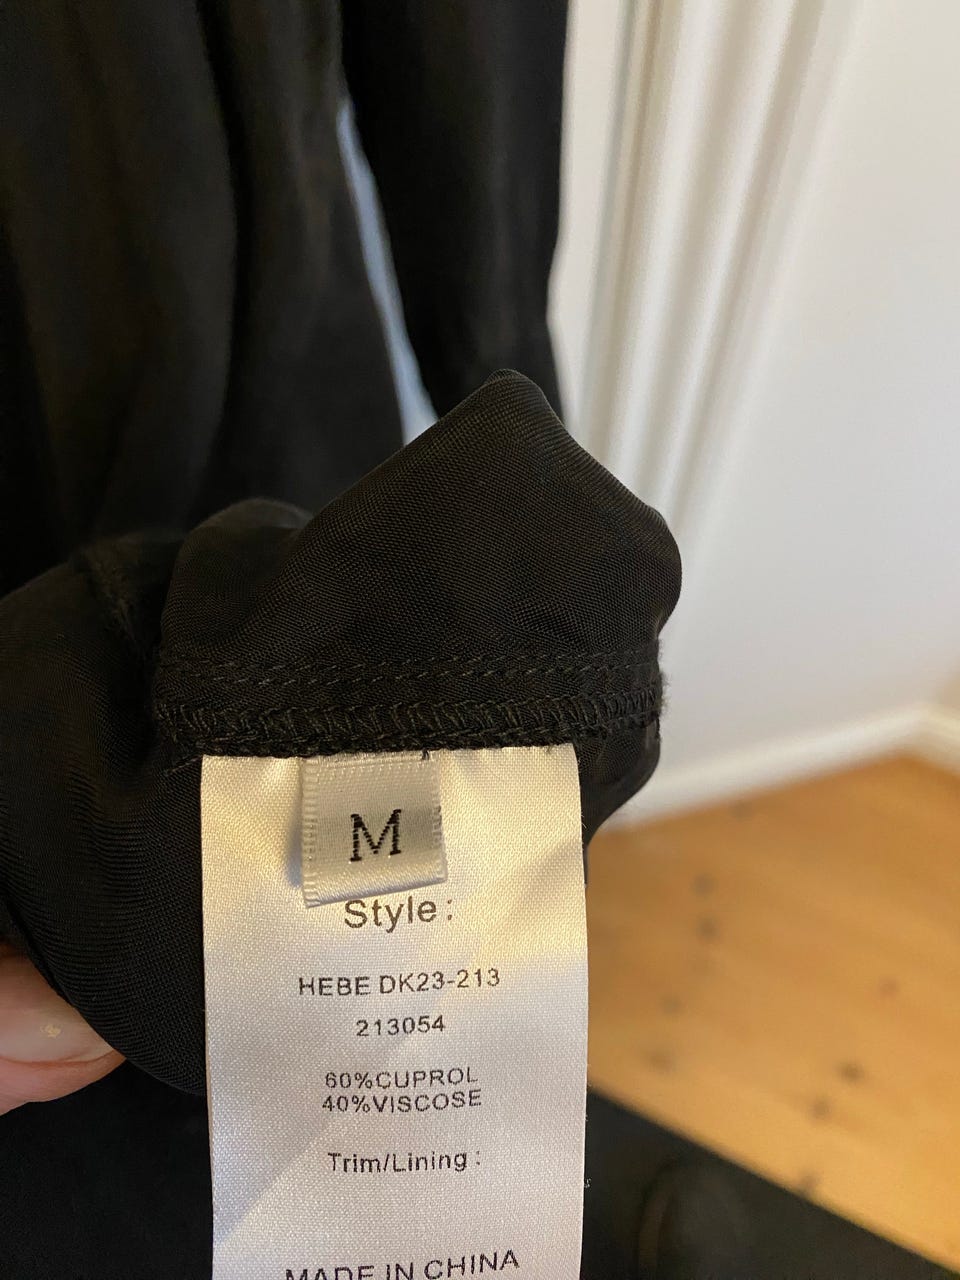 M
Style:
HEBE DK23-213
213054
60%CUPROL
40%VISCOSE
Trim/Lining:
MADE IN CHINA